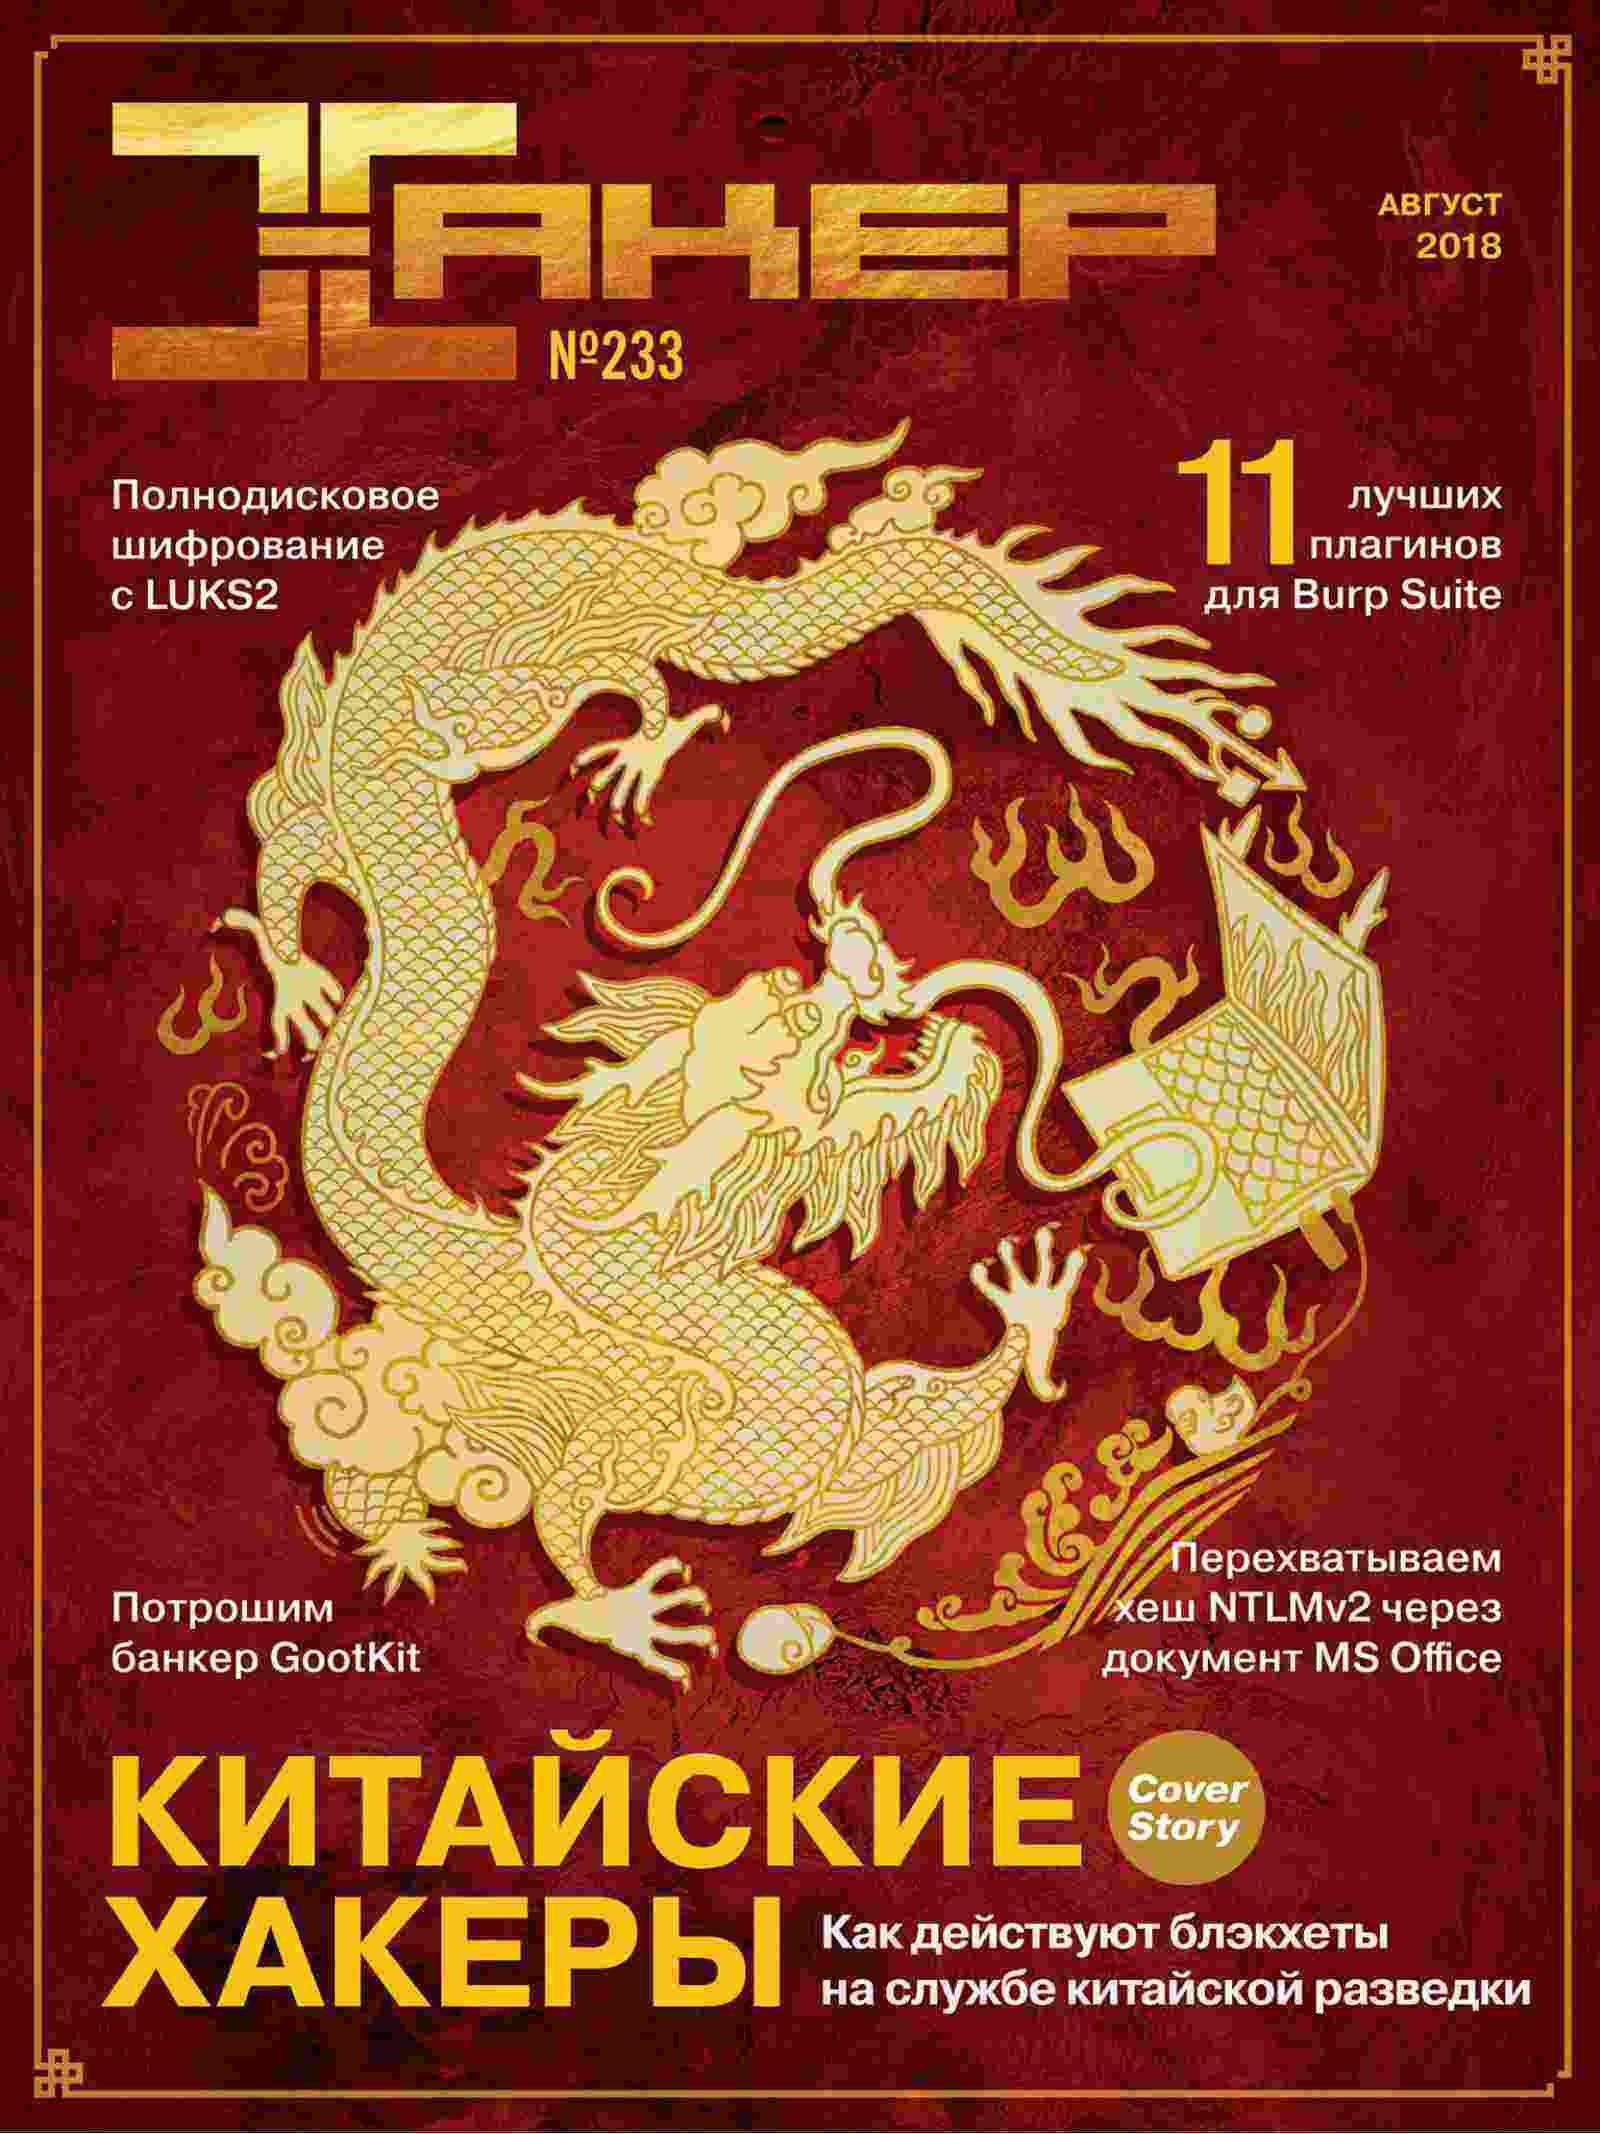 ХАКЕР
№233
АВГУСТ
2018
Полнодисковое
шифрование
с LUKS2
11 лучших
плагинов
для Burp Suite
Потрошим
банкер GootKit
Перехватываем
хеш NTLMv2 через
документ MS Office
КИТАЙСКИЕ
ХАКЕРЫ
Cover
Story
Как действуют блэкхеты
на службе китайской разведки